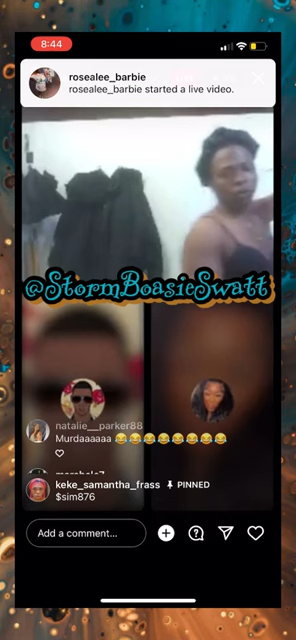 8:44
rosealee_barbie
rosealee_barbie started a live video.
@StormBoasieSwatt
natalie__parker88
Murdaaaaaa 😂😂😂😂😂😂😂😂
keke_samantha_frass PINNED
$sim876
Add a comment...